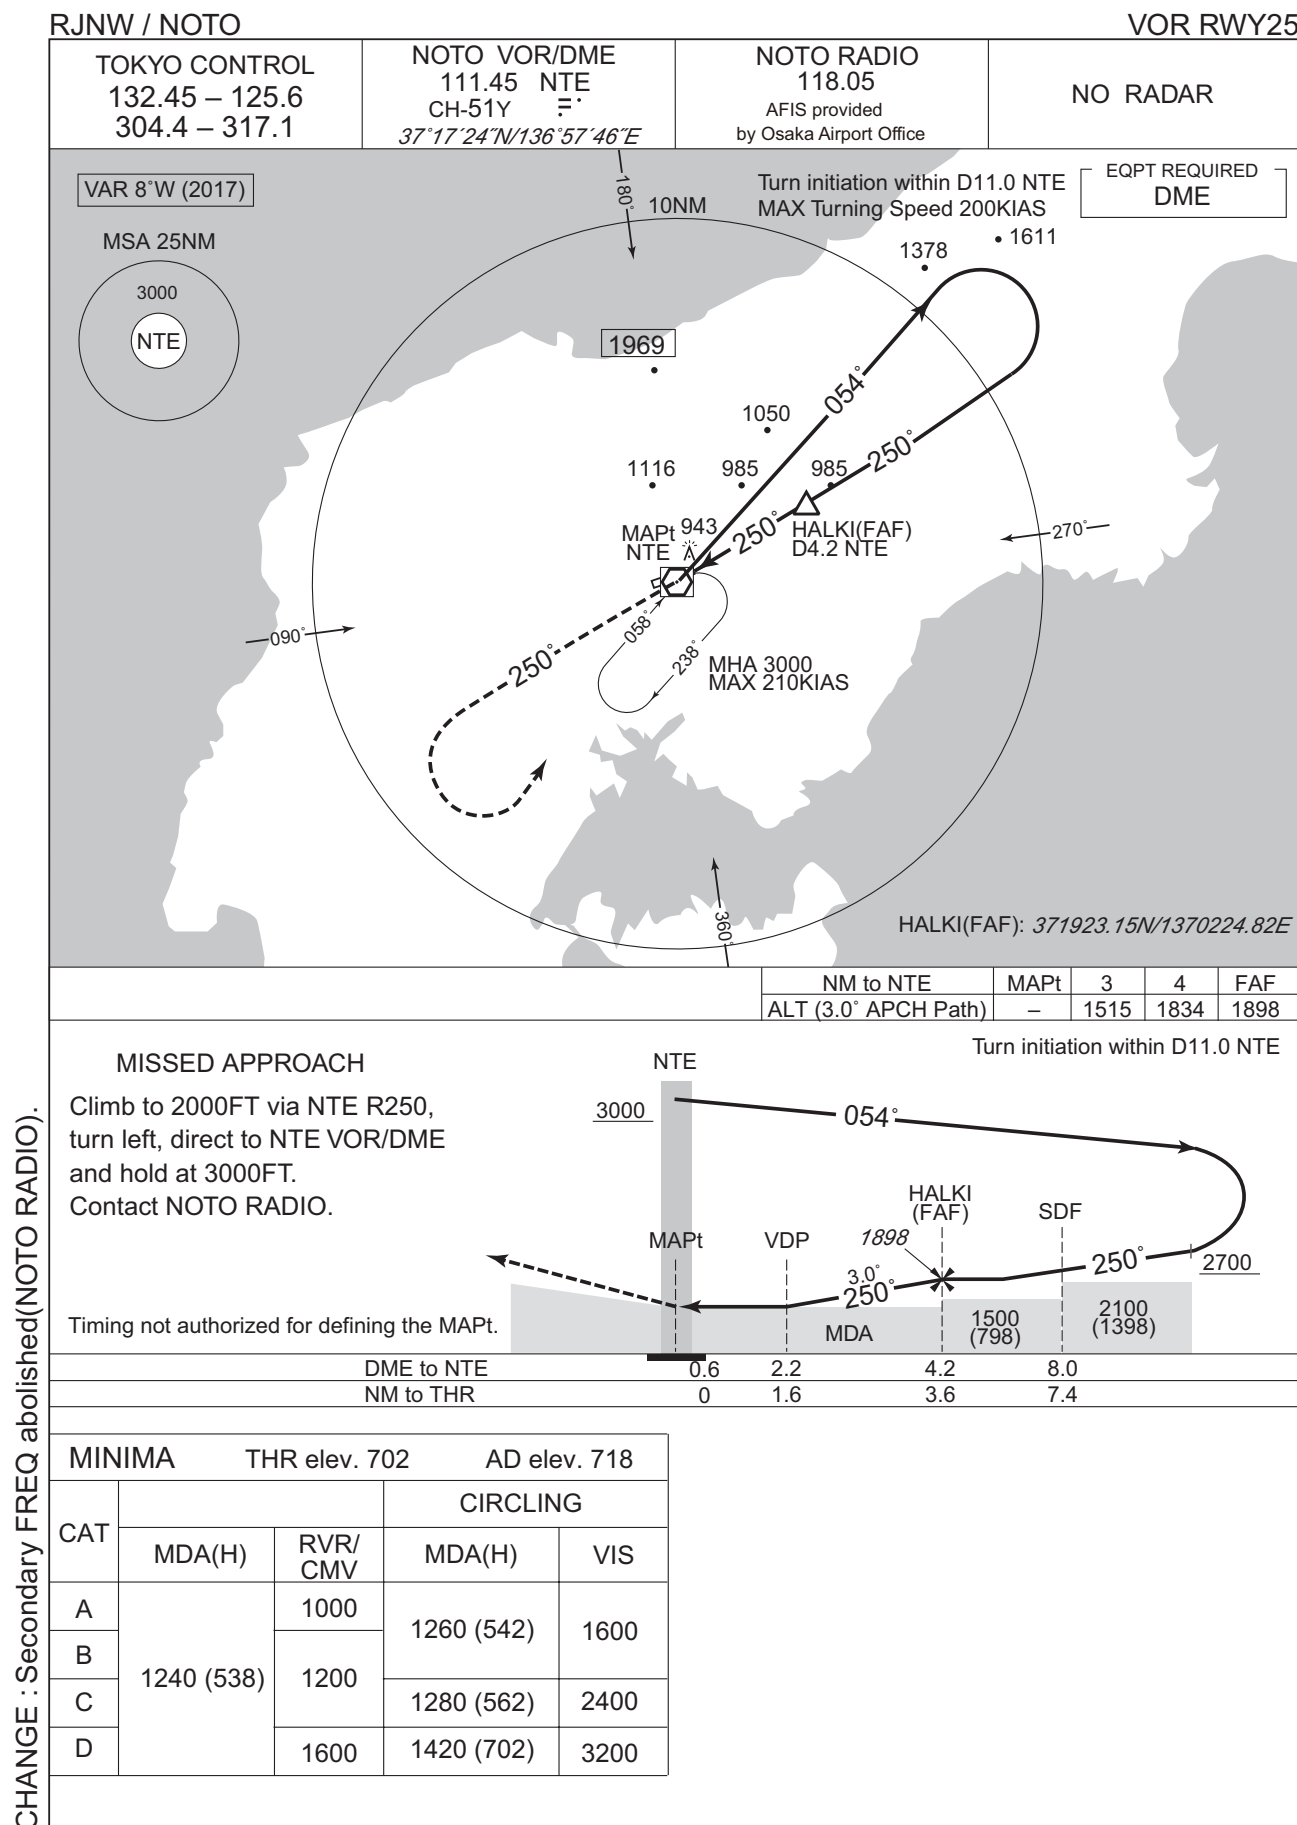 RJNW / NOTO
VOR RWY25
TOKYO CONTROL
132.45 – 125.6
304.4 – 317.1
NOTO VOR/DME
111.45 NTE
CH-51Y
37˚17´24˝N/136˚57´46˝E
NOTO RADIO
118.05
AFIS provided
by Osaka Airport Office
NO RADAR
VAR 8˚W (2017)
MSA 25NM
3000
NTE
180˚
10NM
Turn initiation within D11.0 NTE
MAX Turning Speed 200KIAS
EQPT REQUIRED
DME
1378
1611
1969
054˚
1050
250˚
1116
985
985
MAPt
NTE
943
250˚
HALKI(FAF)
D4.2 NTE
270˚
090˚
058˚
238˚
250˚
MHA 3000
MAX 210KIAS
360˚
HALKI(FAF): 371923.15N/1370224.82E
NM to NTE MAPt 3 4 FAF
ALT (3.0˚ APCH Path) – 1515 1834 1898
Turn initiation within D11.0 NTE
MISSED APPROACH
Climb to 2000FT via NTE R250,
turn left, direct to NTE VOR/DME
and hold at 3000FT.
Contact NOTO RADIO.
Timing not authorized for defining the MAPt.
NTE
3000
054˚
HALKI
(FAF)
SDF
MAPt
VDP
1898
3.0˚
250˚
250˚
2700
MDA
1500
(798)
2100
(1398)
DME to NTE 0.6 2.2 4.2 8.0
NM to THR 0 1.6 3.6 7.4
CHANGE : Secondary FREQ abolished(NOTO RADIO).
MINIMA THR elev. 702 AD elev. 718
CAT
CIRCLING
MDA(H)
RVR/
CMV
MDA(H)
VIS
A
B
C
D
1240 (538)
1000
1200
1600
1260 (542)
1600
1280 (562)
2400
1420 (702)
3200